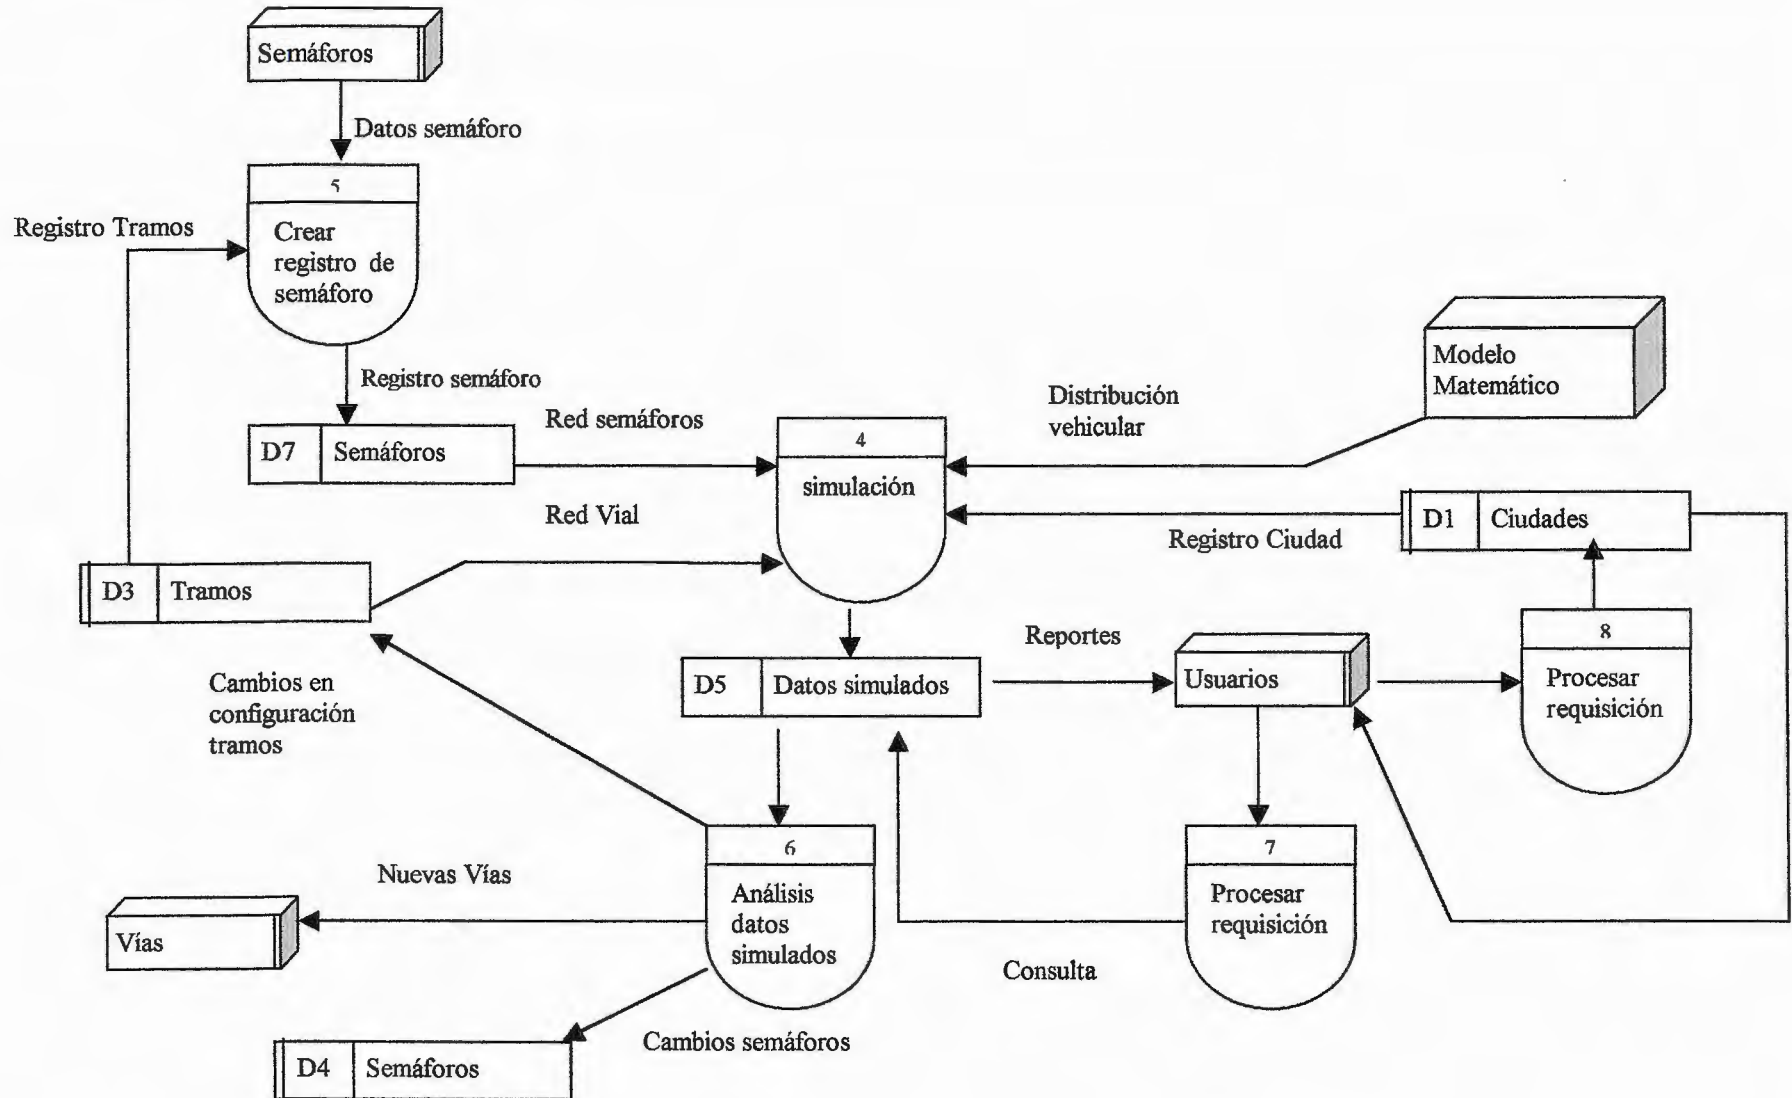 Semáforos
Datos semáforo
5
Registro Tramos
Crear
registro de
semáforo
Registro semáforo
Modelo
Matemático
Distribución
vehicular
Red semáforos
4
D7 Semáforos
simulación
Red Vial
D1 Ciudades
Registro Ciudad
D3 Tramos
8
Reportes
Usuarios
Procesar
requisición
D5 Datos simulados
Cambios en
configuración
tramos
6
7
Nuevas Vías
Análisis
datos
simulados
Procesar
requisición
Vías
Consulta
Cambios semáforos
D4 Semáforos